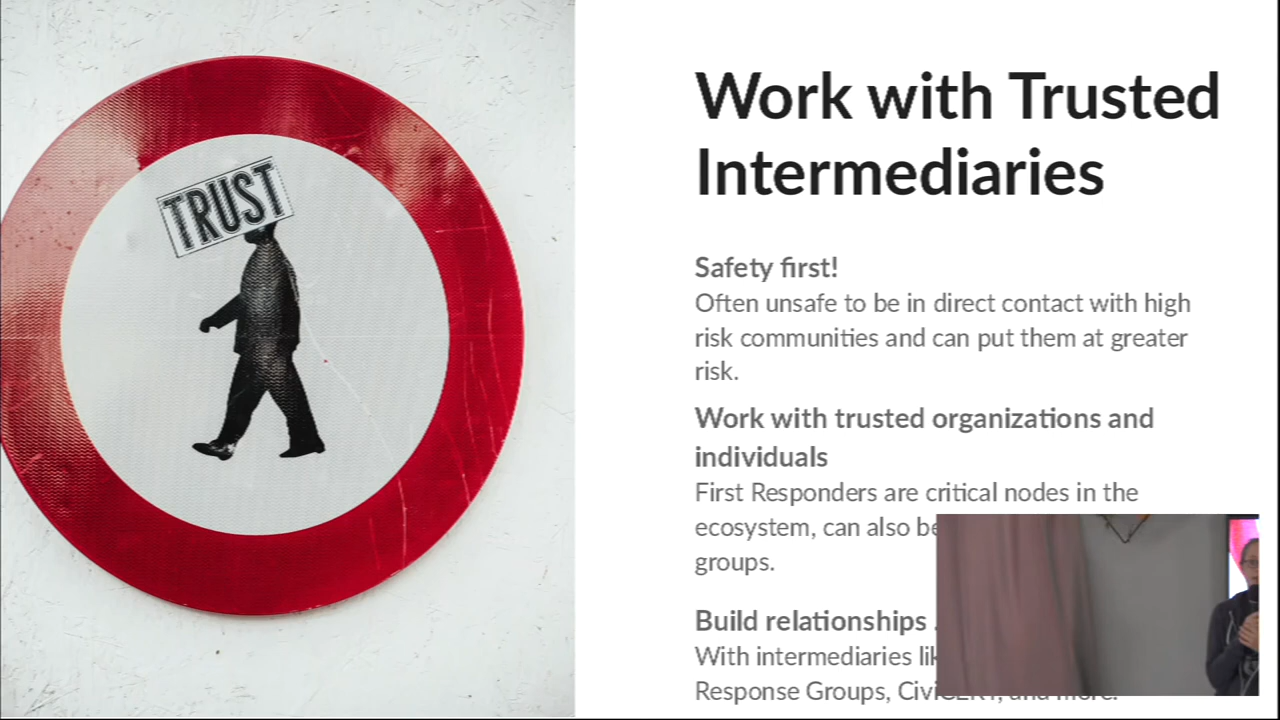 TRUST
Work with Trusted
Intermediaries
Safety first!
Often unsafe to be in direct contact with high
risk communities and can put them at greater
risk.
Work with trusted organizations and
individuals
First Responders are critical nodes in the
ecosystem, can also
groups.
Build relationships
With intermediaries
Response Groups, and more.